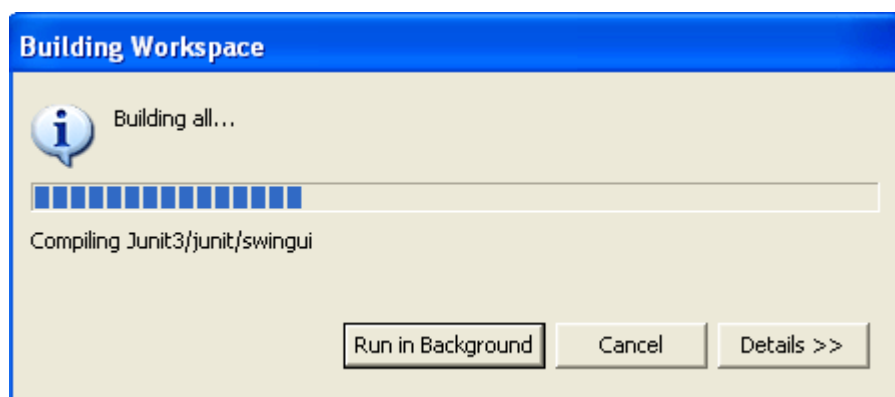 Building Workspace
Building all...
Compiling Junit3/junit/swingui
Run in Background Cancel Details >>